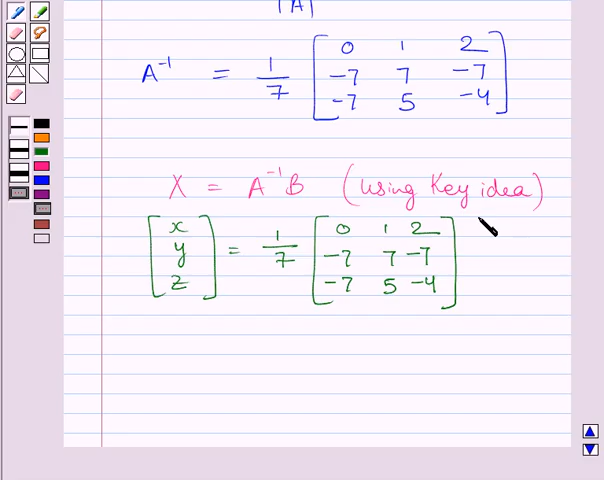 |A|
A⁻¹ = 1/7 [ 0 1 2
-7 7 -7
-7 5 -4 ]
X = A⁻¹B (using Key idea)
[ x y z ] = 1/7 [ 0 1 2
-7 7 -7
-7 5 -4 ]